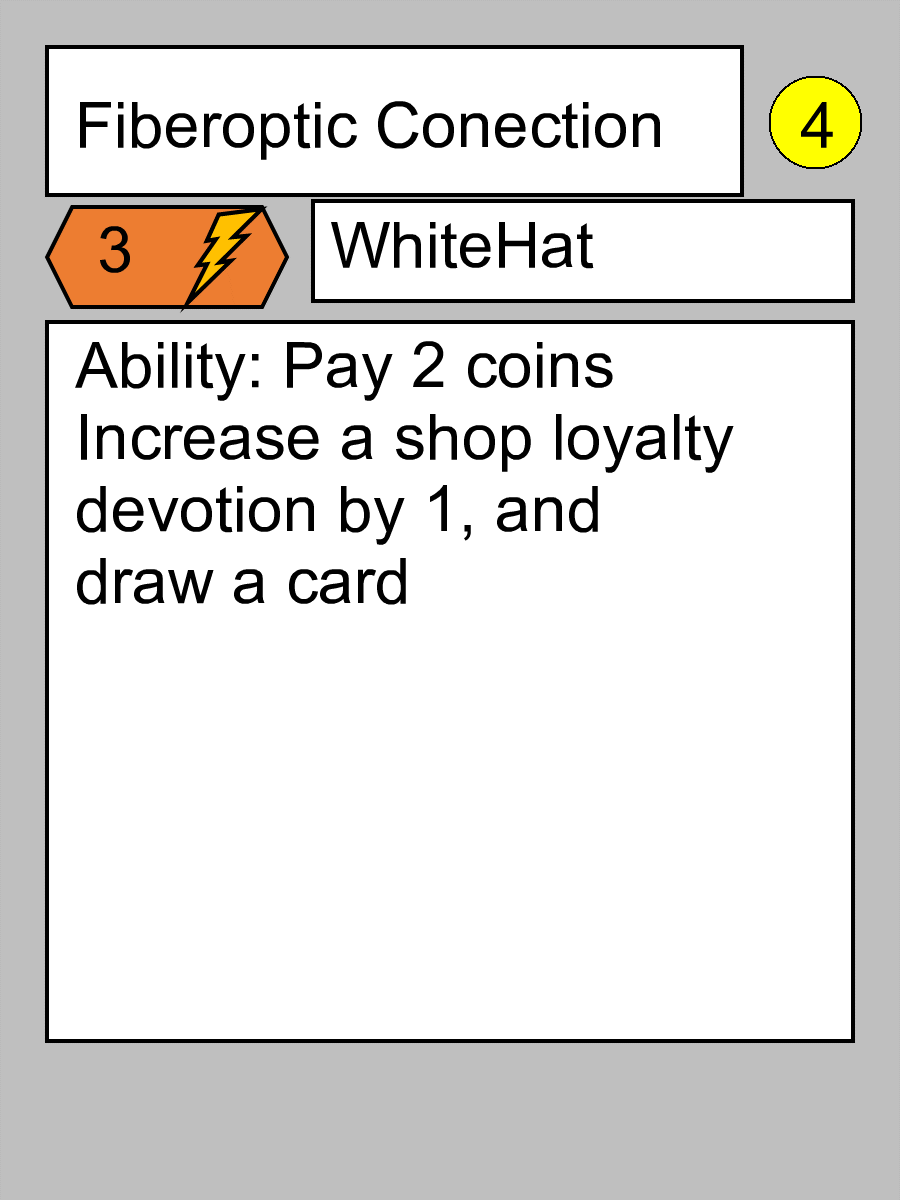 Fiberoptic Conection
4
3
WhiteHat
Ability: Pay 2 coins
Increase a shop loyalty
devotion by 1, and
draw a card